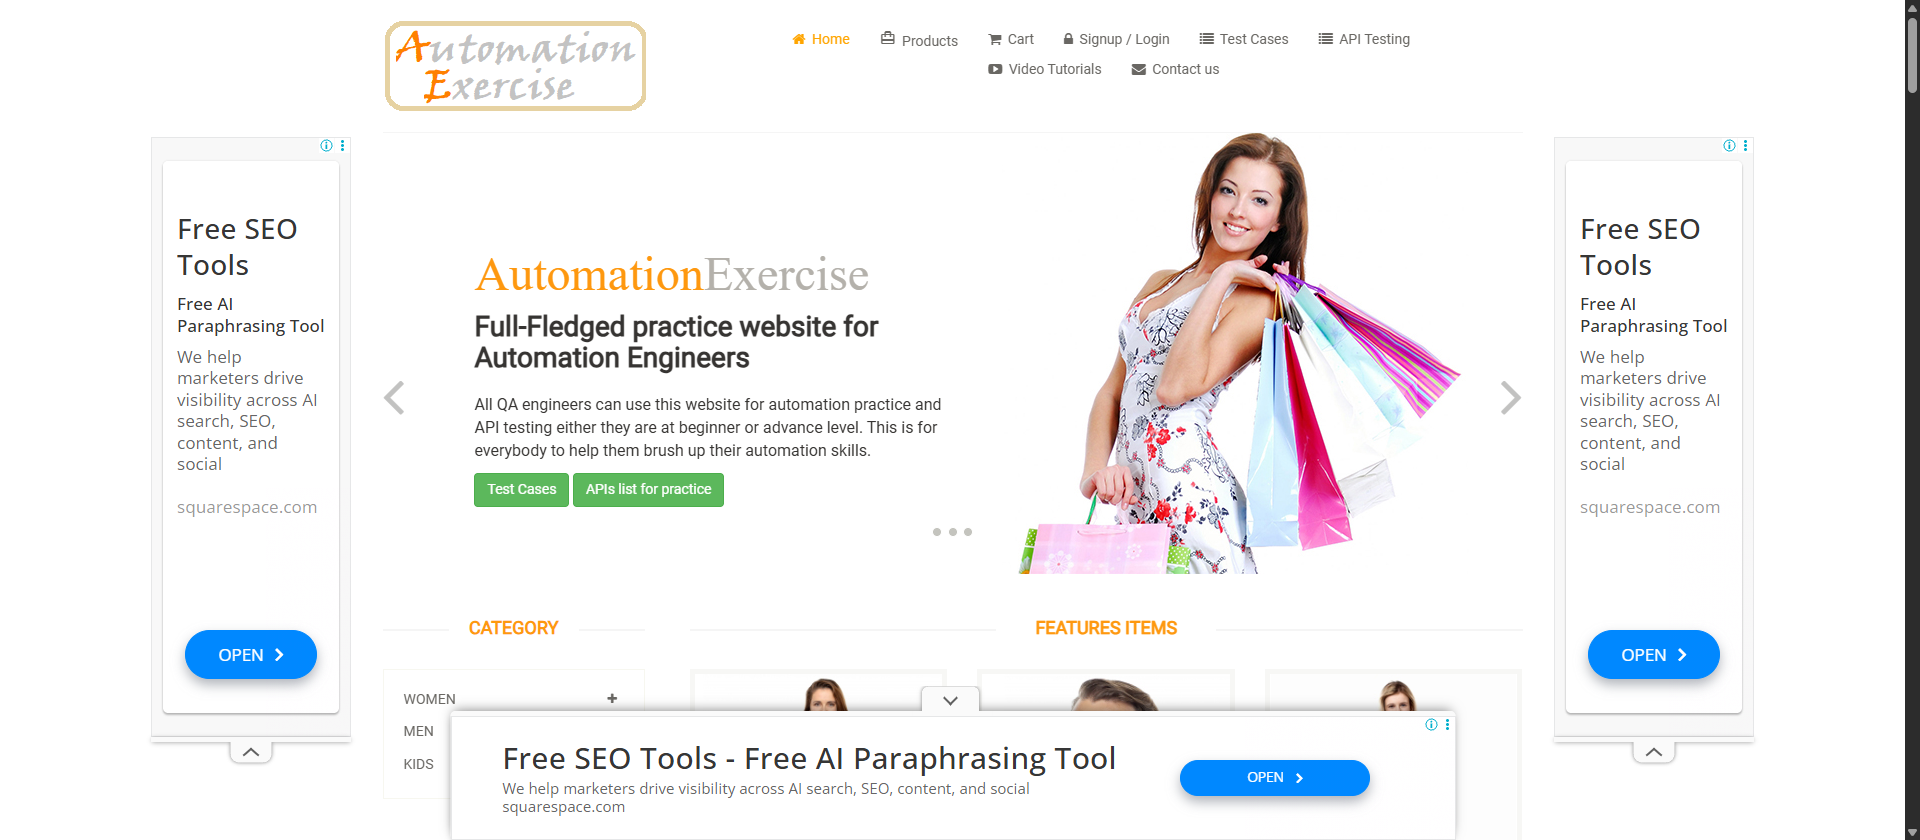 Automation
Exercise
Home
Products
Cart
Signup / Login
Test Cases
API Testing
Video Tutorials
Contact us
Free SEO
Tools
Free AI
Paraphrasing Tool
We help
marketers drive
visibility across AI
search, SEO,
content, and
social
squarespace.com
OPEN
AutomationExercise
Full-Fledged practice website for
Automation Engineers
All QA engineers can use this website for automation practice and
API testing either they are at beginner or advance level. This is for
everybody to help them brush up their automation skills.
Test Cases
APIs list for practice
Free SEO
Tools
Free AI
Paraphrasing Tool
We help
marketers drive
visibility across AI
search, SEO,
content, and
social
squarespace.com
OPEN
CATEGORY
WOMEN
MEN
KIDS
FEATURES ITEMS
Free SEO Tools - Free AI Paraphrasing Tool
We help marketers drive visibility across AI search, SEO, content, and social
squarespace.com
OPEN